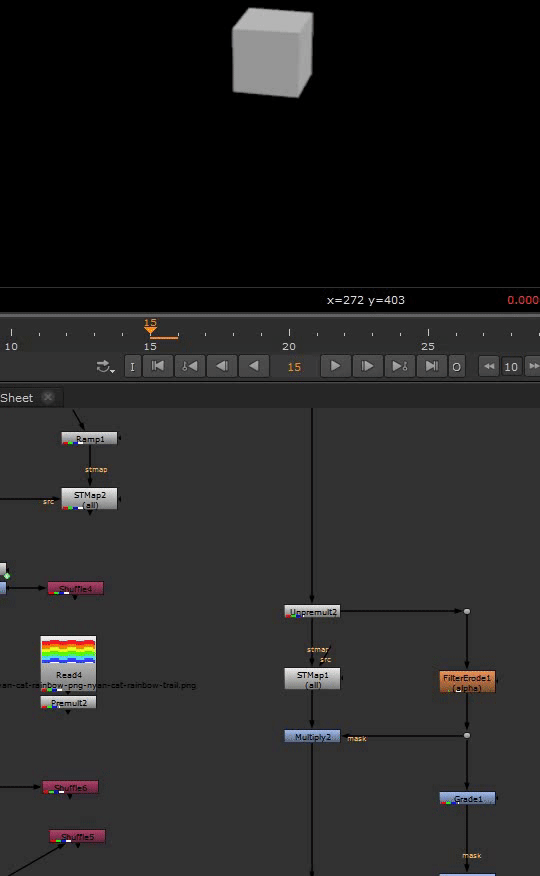 x=272 y=403
0.000
15
10 15 20 25
I 15 O 10
Sheet
Ramp1
stmap
src
STMap2
(all)
Shuffle4
Unpremult2
stmap
src
Read4
an-cat-rainbow-png-nyan-cat-rainbow-trail.png
Premult2
STMap1
(all)
FilterErode1
(alpha)
Multiply2
mask
Shuffle6
Grade1
Shuffle5
mask